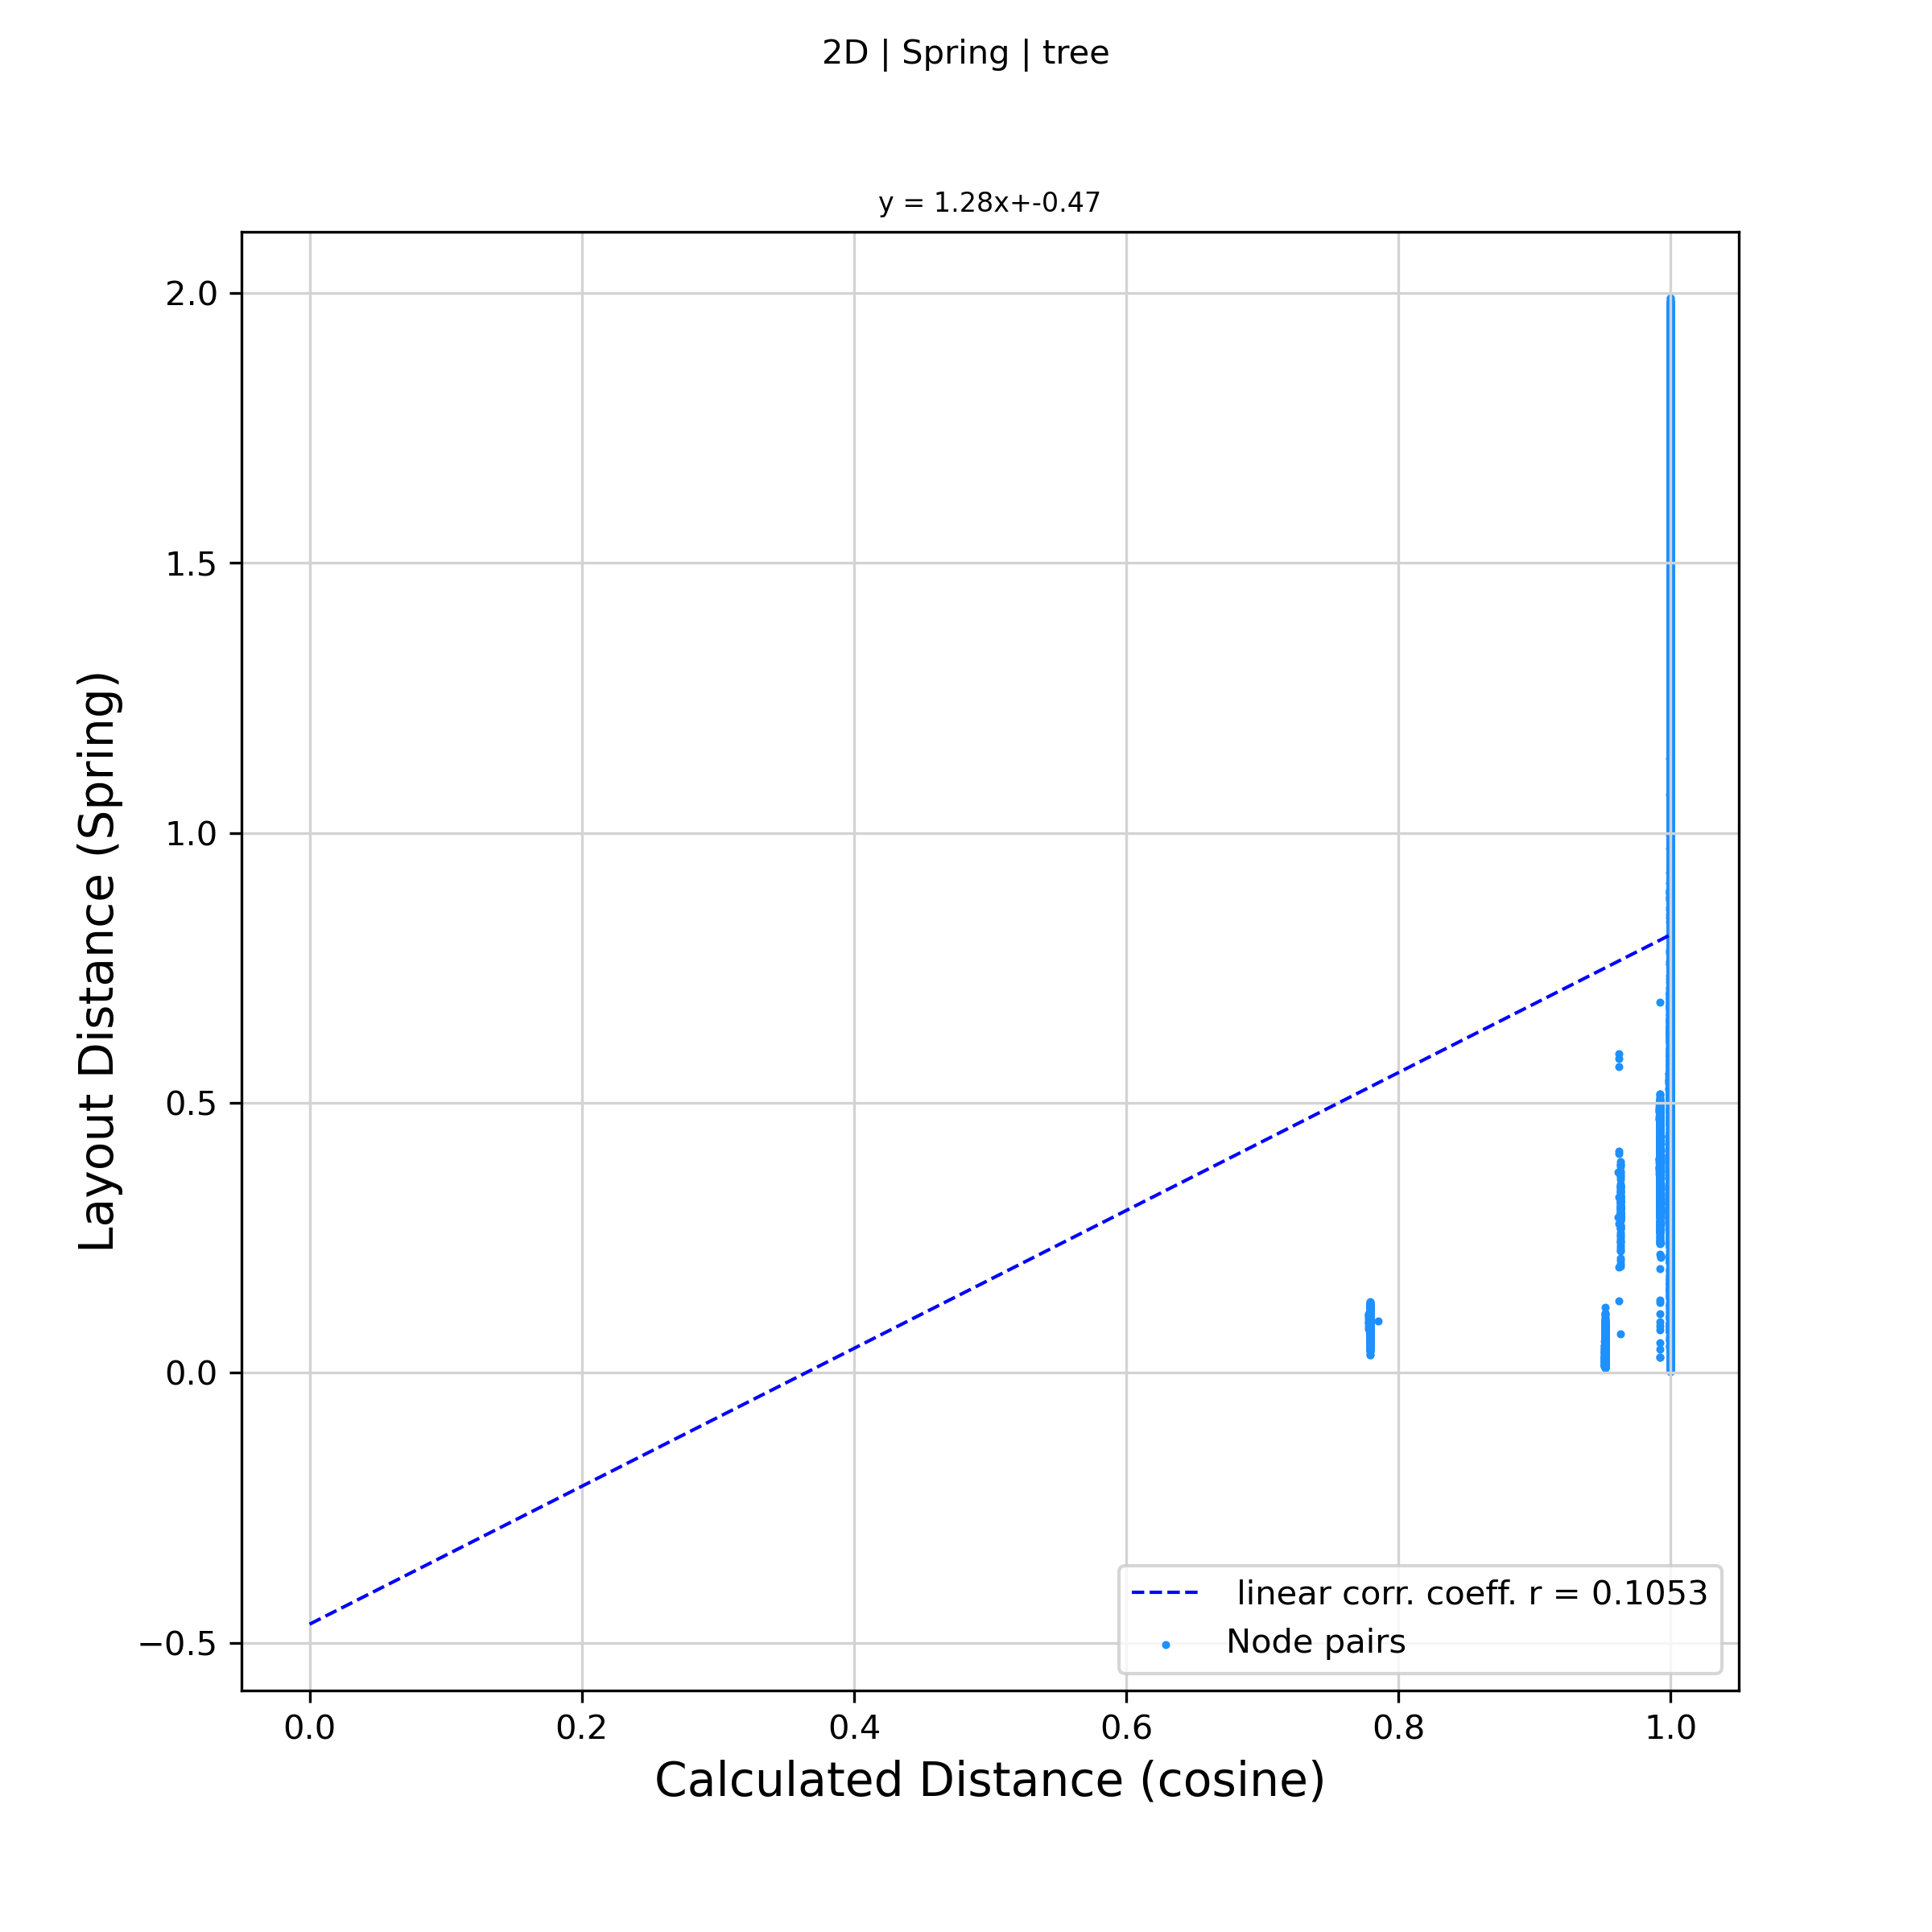 2D | Spring | tree
y = 1.28x+-0.47
2.0
1.5
1.0
0.5
0.0
−0.5
Layout Distance (Spring)
linear corr. coeff. r = 0.1053
Node pairs
0.0 0.2 0.4 0.6 0.8 1.0
Calculated Distance (cosine)